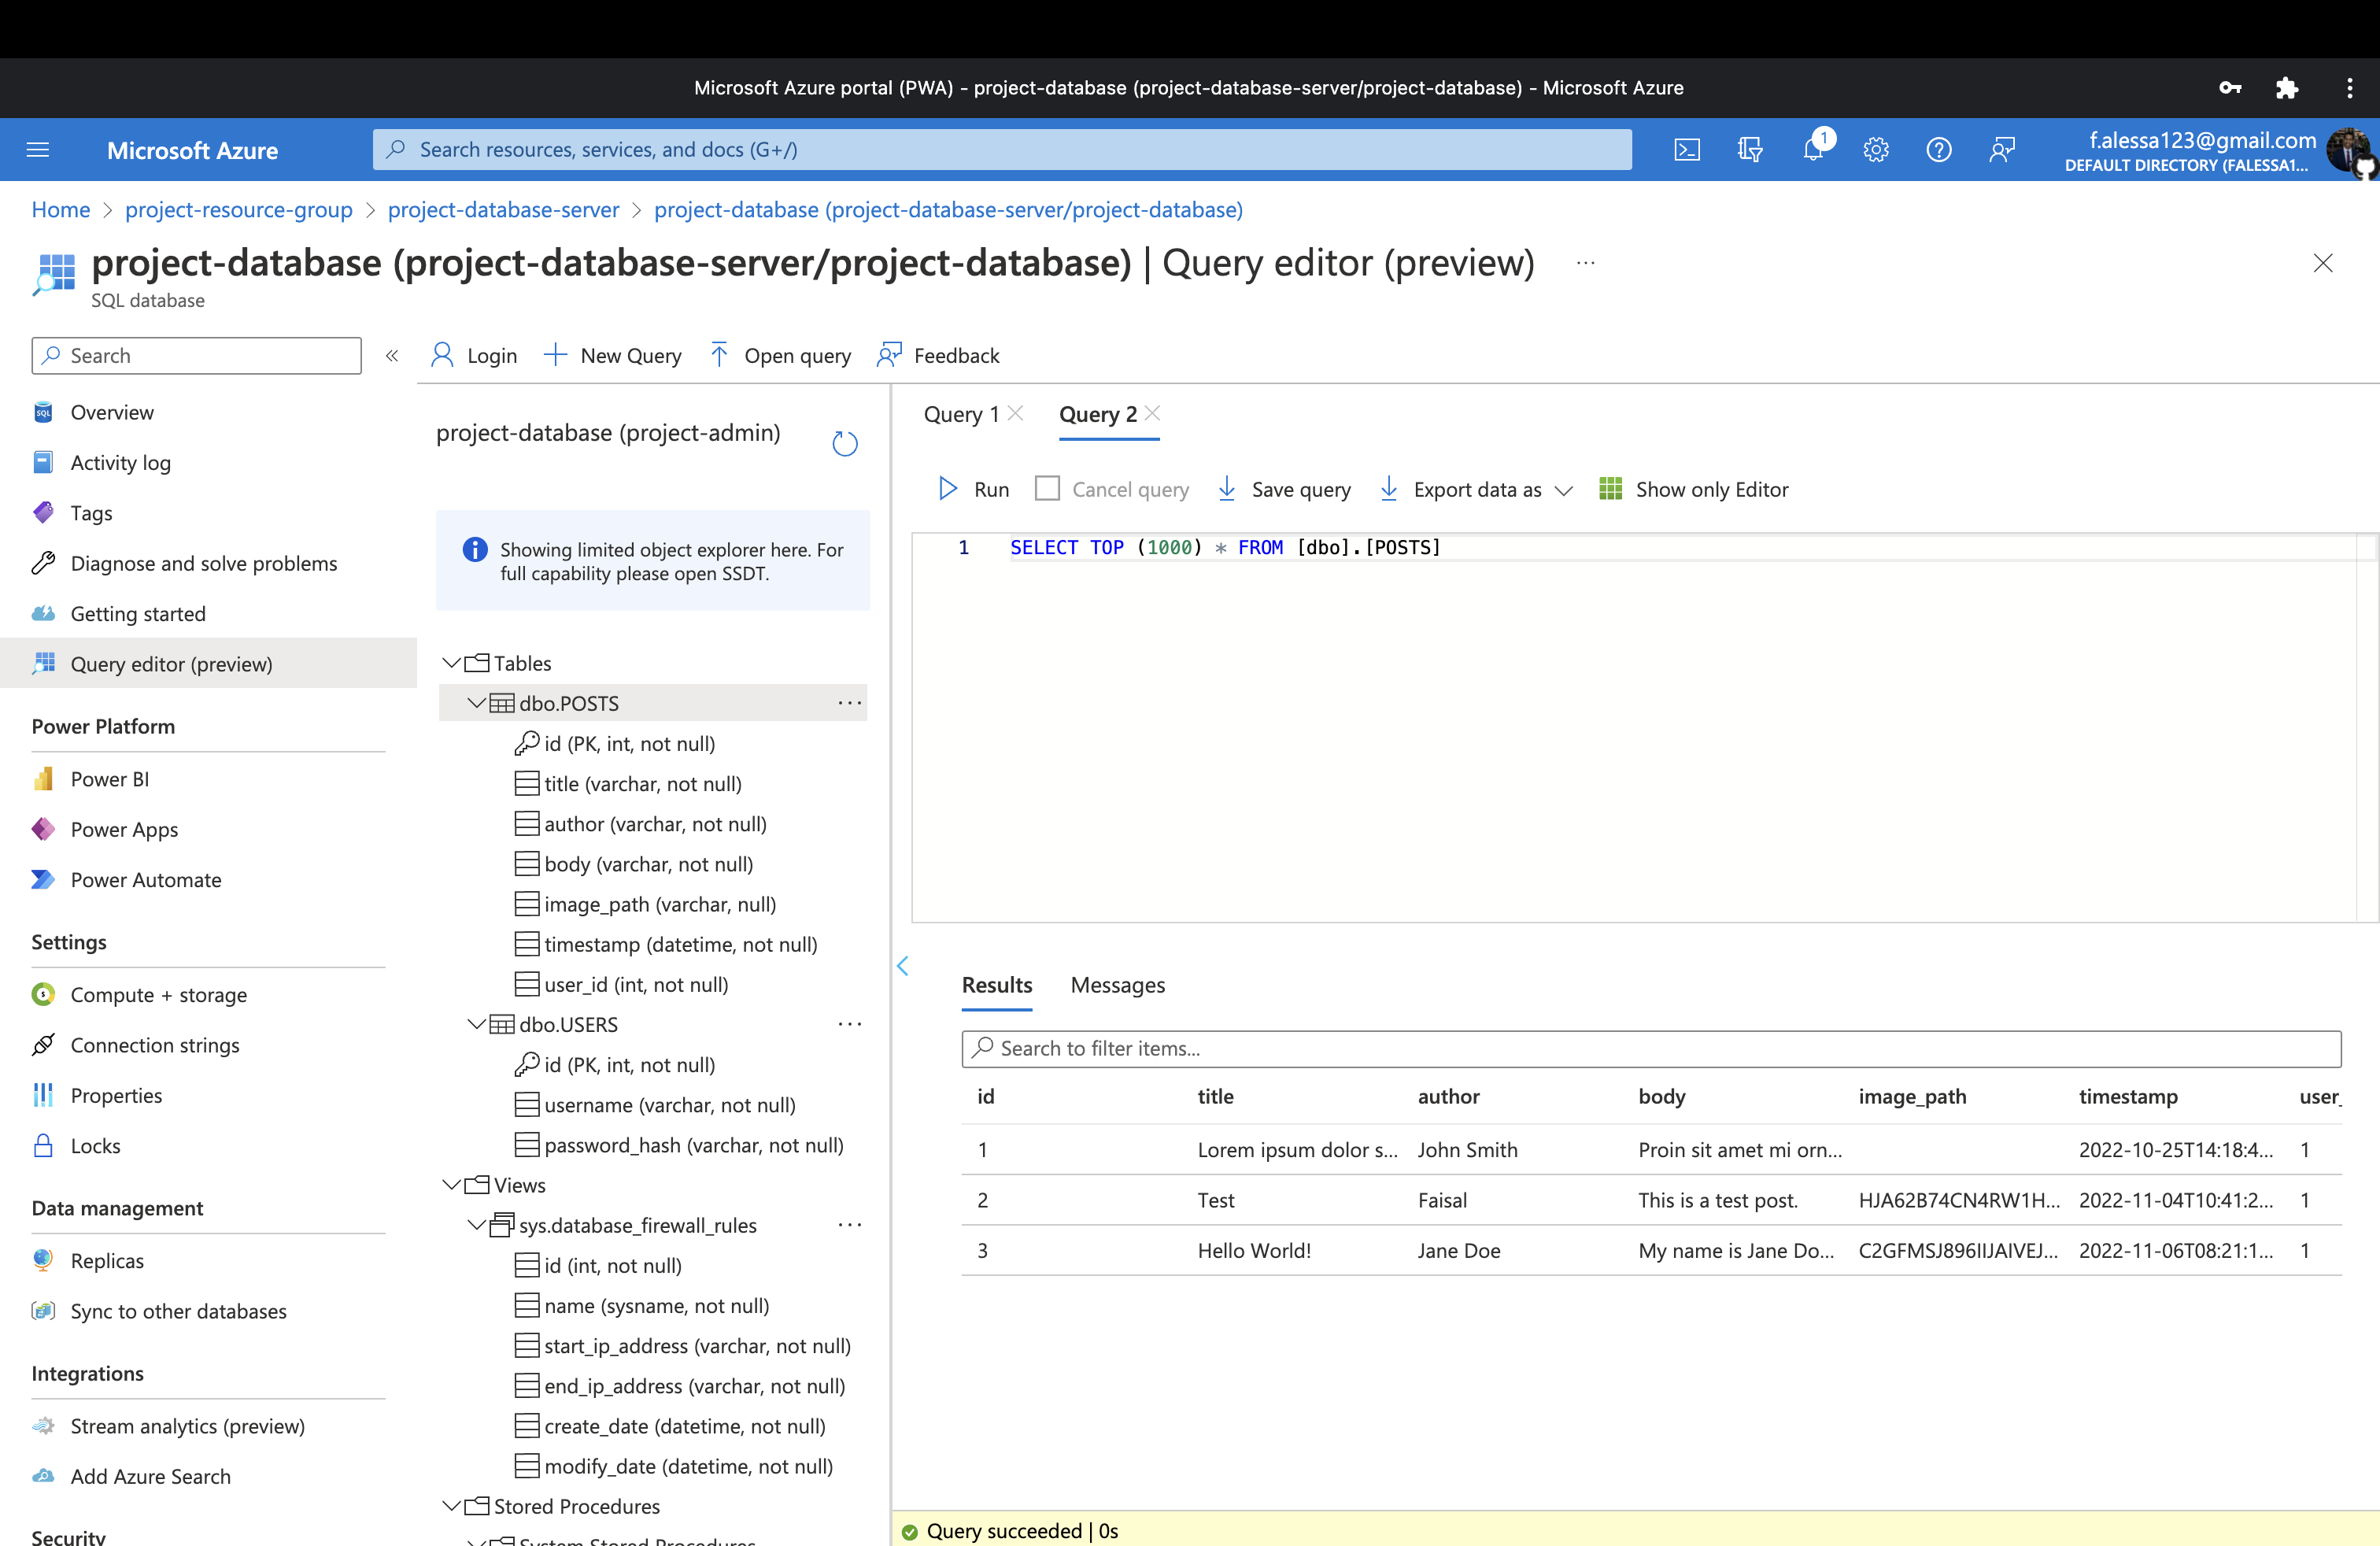 Microsoft Azure portal (PWA) - project-database (project-database-server/project-database) - Microsoft Azure
Microsoft Azure
Search resources, services, and docs (G+/)
1
f.alessa123@gmail.com
DEFAULT DIRECTORY (FALESSA1...
Home > project-resource-group > project-database-server > project-database (project-database-server/project-database)
project-database (project-database-server/project-database) | Query editor (preview) ...
SQL database
Search
«
Login
New Query
Open query
Feedback
Overview
Activity log
Tags
Diagnose and solve problems
Getting started
Query editor (preview)
Power Platform
Power BI
Power Apps
Power Automate
Settings
Compute + storage
Connection strings
Properties
Locks
Data management
Replicas
Sync to other databases
Integrations
Stream analytics (preview)
Add Azure Search
Security
project-database (project-admin)
Showing limited object explorer here. For
full capability please open SSDT.
Tables
dbo.POSTS ...
id (PK, int, not null)
title (varchar, not null)
author (varchar, not null)
body (varchar, not null)
image_path (varchar, null)
timestamp (datetime, not null)
user_id (int, not null)
dbo.USERS ...
id (PK, int, not null)
username (varchar, not null)
password_hash (varchar, not null)
Views
sys.database_firewall_rules ...
id (int, not null)
name (sysname, not null)
start_ip_address (varchar, not null)
end_ip_address (varchar, not null)
create_date (datetime, not null)
modify_date (datetime, not null)
Stored Procedures
System Stored Procedures
Query 1
Query 2
Run
Cancel query
Save query
Export data as
Show only Editor
1 SELECT TOP (1000) * FROM [dbo].[POSTS]
Results
Messages
Search to filter items...
id title author body image_path timestamp user_
1 Lorem ipsum dolor s... John Smith Proin sit amet mi orn... 2022-10-25T14:18:4... 1
2 Test Faisal This is a test post. HJA62B74CN4RW1H... 2022-11-04T10:41:2... 1
3 Hello World! Jane Doe My name is Jane Do... C2GFMSJ896IIJAIVEJ... 2022-11-06T08:21:1... 1
Query succeeded | 0s